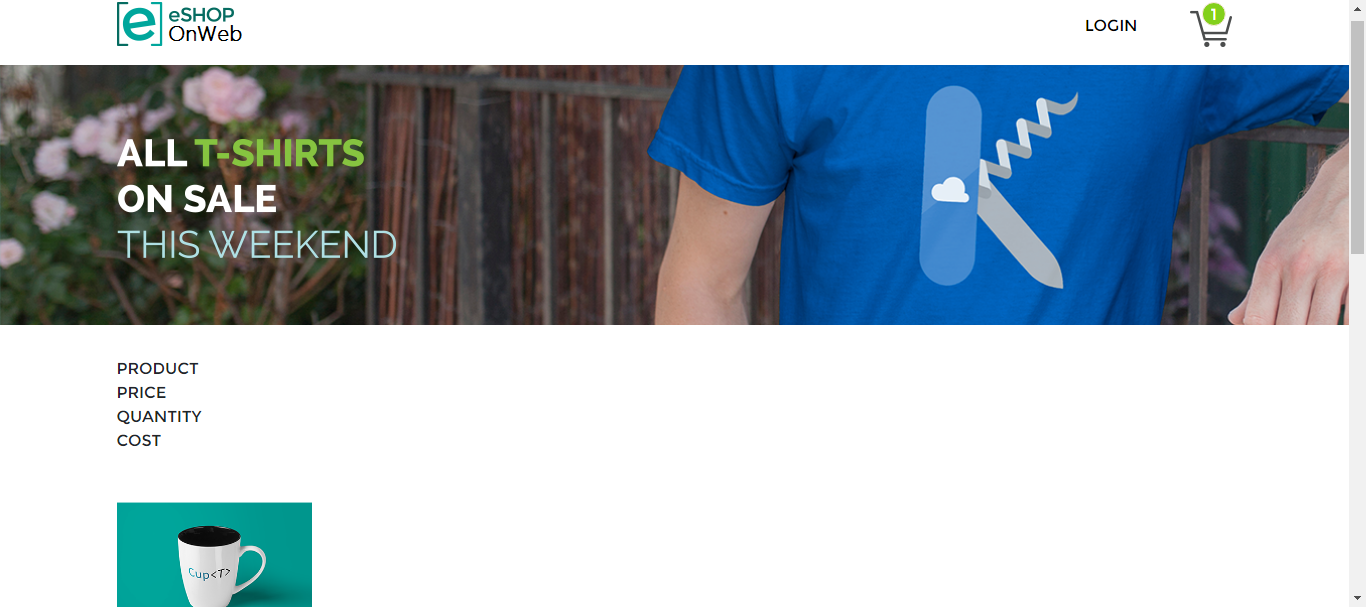 eSHOP
OnWeb
LOGIN
1
ALL T-SHIRTS
ON SALE
THIS WEEKEND
PRODUCT
PRICE
QUANTITY
COST
Cup<T>